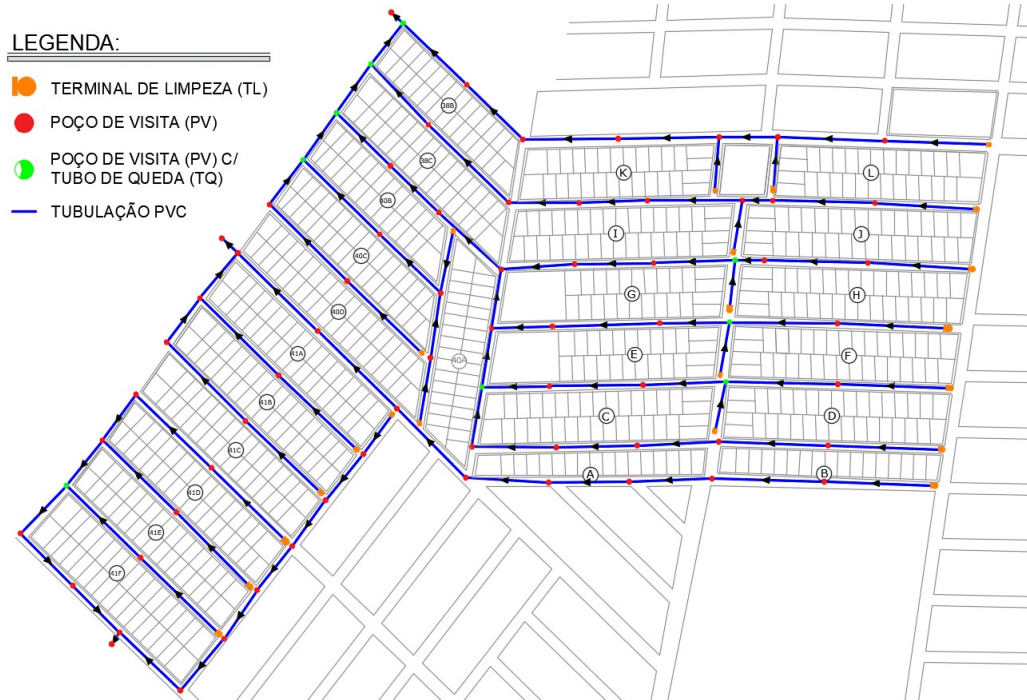 LEGENDA:
TERMINAL DE LIMPEZA (TL)
POÇO DE VISITA (PV)
POÇO DE VISITA (PV) C/
TUBO DE QUEDA (TQ)
TUBULAÇÃO PVC
38B
38C
40B
40C
40D
41A
41B
41C
41D
41E
41F
40A
K
L
I
J
G
H
E
F
C
D
A
B